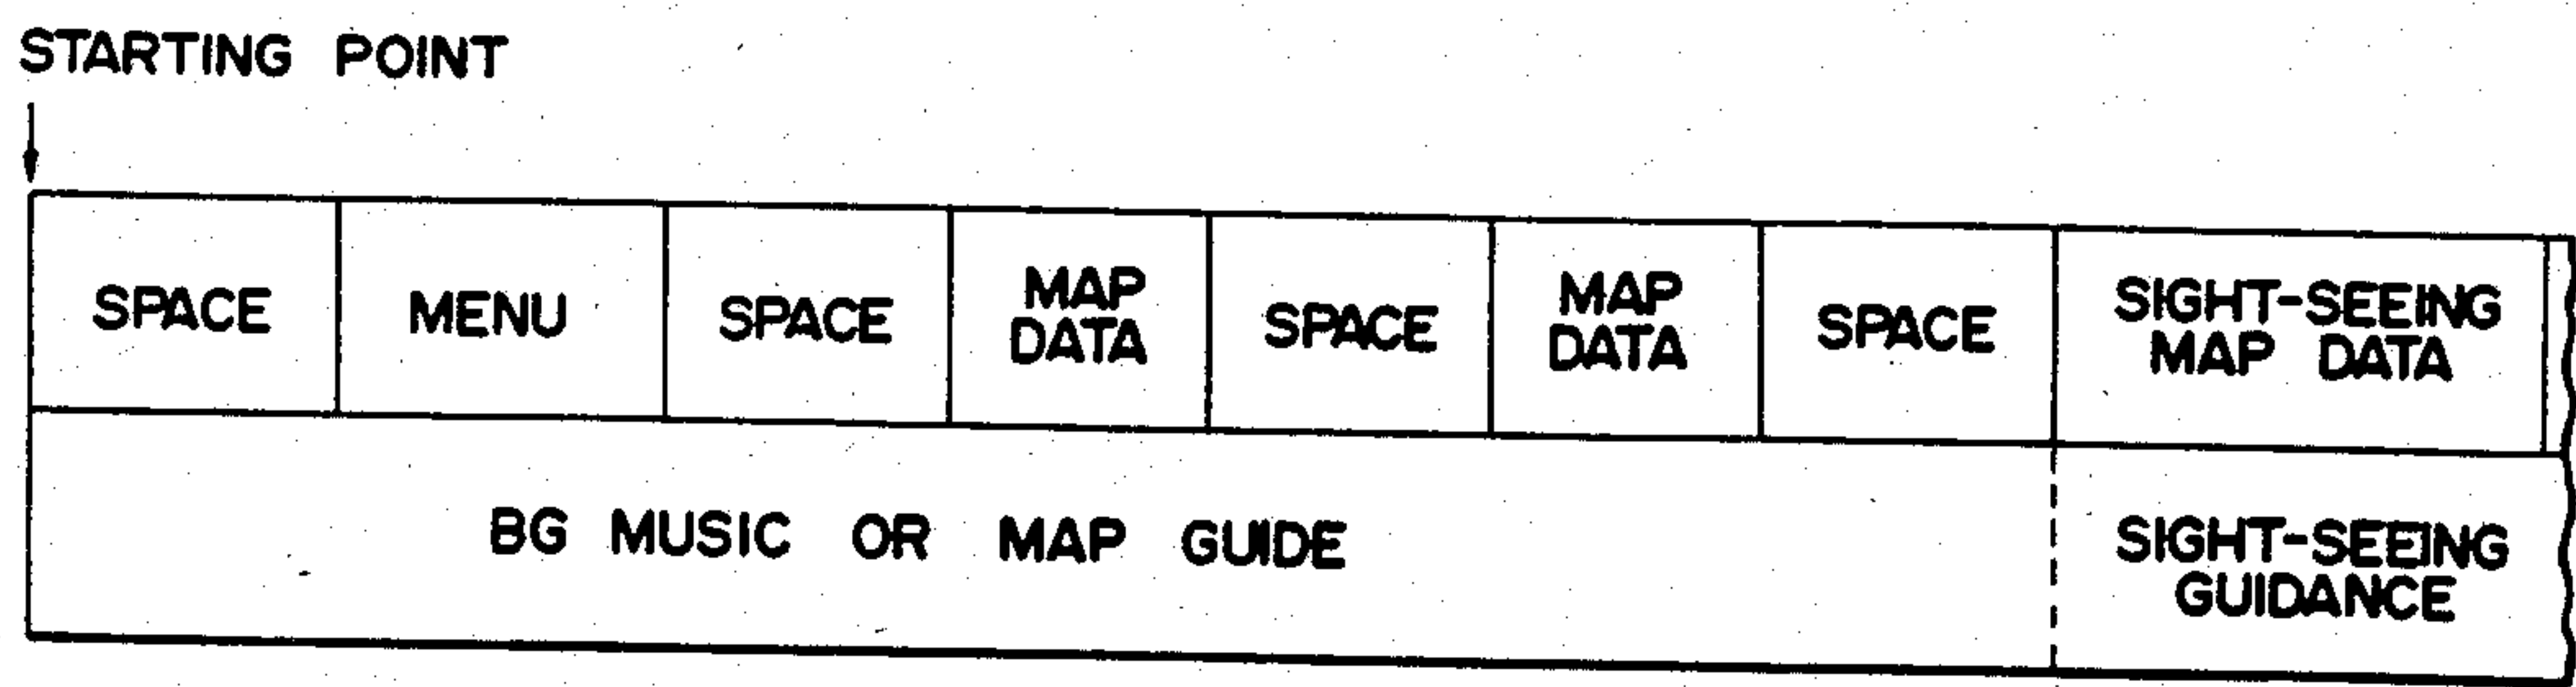 STARTING POINT
SPACE
MENU
SPACE
MAP
DATA
SPACE
MAP
DATA
SPACE
SIGHT-SEEING
MAP DATA
BG MUSIC OR MAP GUIDE
SIGHT-SEEING
GUIDANCE